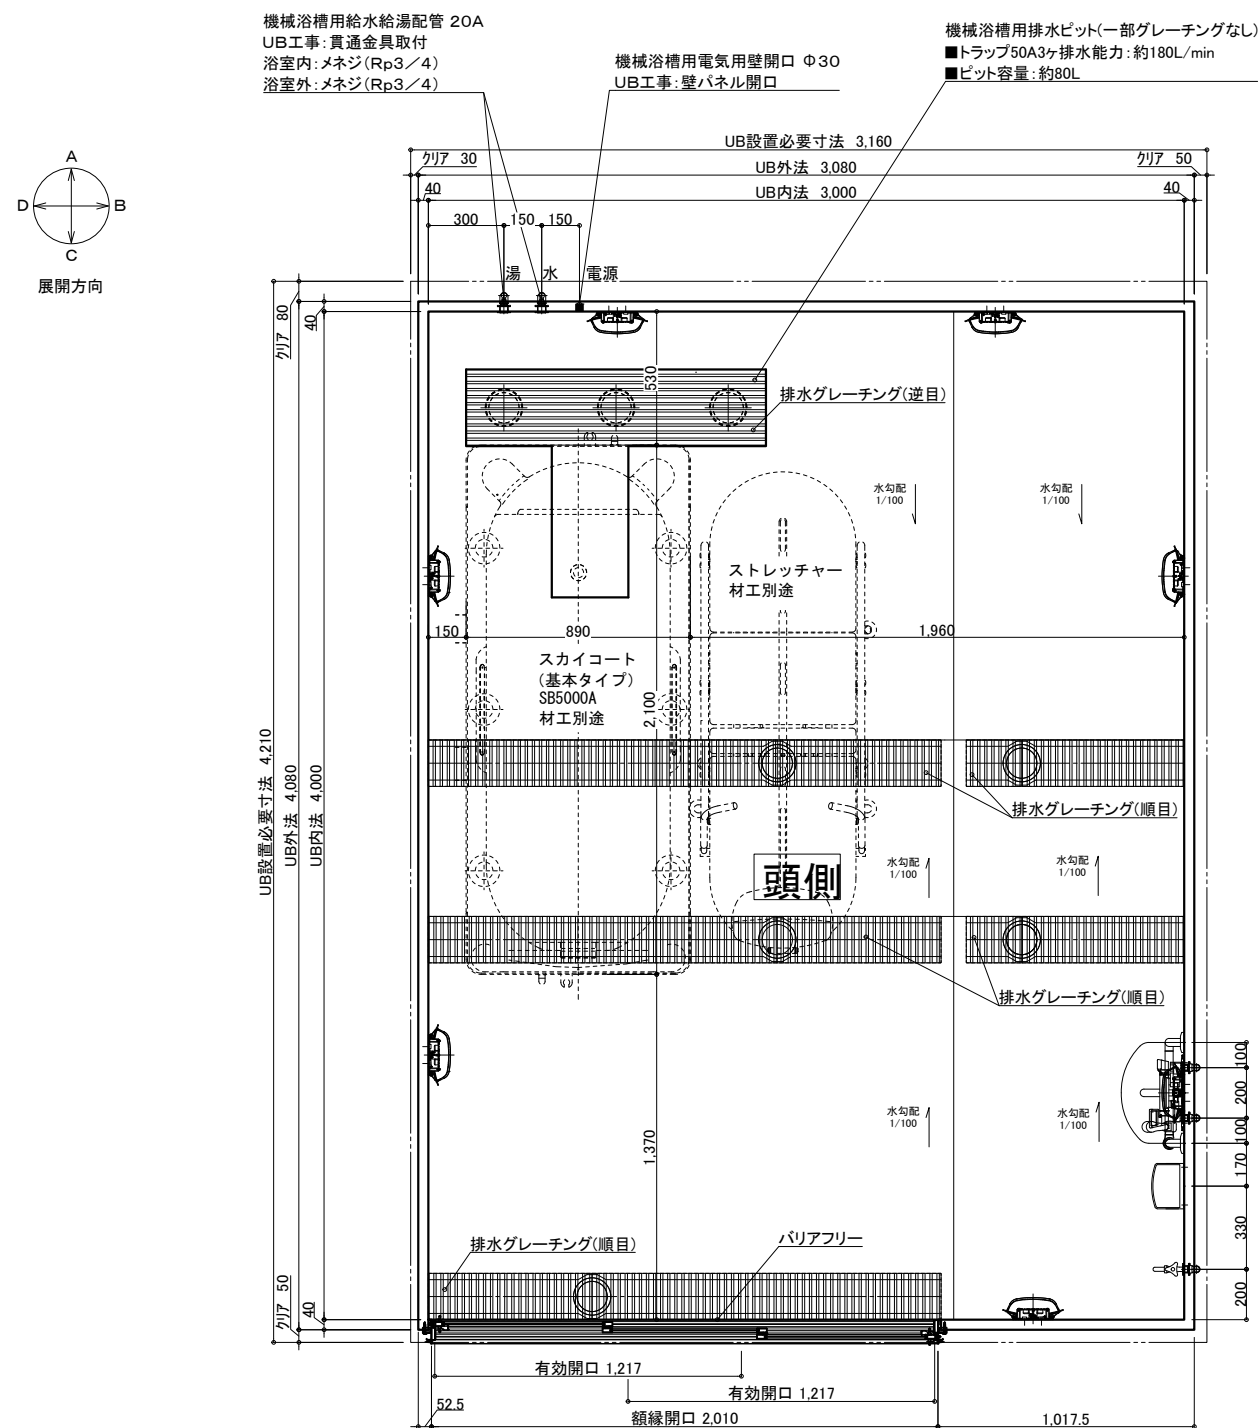 機械浴槽用給水給湯配管 20A
UB工事:貫通金具取付
浴室内:メネジ(Rp3／4)
浴室外:メネジ(Rp3／4)
機械浴槽用電気用壁開口 Φ30
UB工事:壁パネル開口
機械浴槽用排水ピット(一部グレーチングなし)
■トラップ50A3ヶ排水能力:約180L/min
■ピット容量:約80L
A
D
B
C
展開方向
UB設置必要寸法 3,160
クリア 30
UB外法 3,080
クリア 50
40
UB内法 3,000
40
300
150
150
湯
水
電源
クリア 80
40
530
排水グレーチング(逆目)
水勾配
1/100
水勾配
1/100
ストレッチャー
材工別途
150
890
1,960
スカイコート
(基本タイプ)
SB5000A
材工別途
2,100
UB設置必要寸法 4,210
UB外法 4,080
UB内法 4,000
排水グレーチング(順目)
頭側
水勾配
1/100
水勾配
1/100
排水グレーチング(順目)
100
200
100
170
330
200
水勾配
1/100
水勾配
1/100
1,370
排水グレーチング(順目)
バリアフリー
クリア 50
40
有効開口 1,217
有効開口 1,217
52.5
額縁開口 2,010
1,017.5